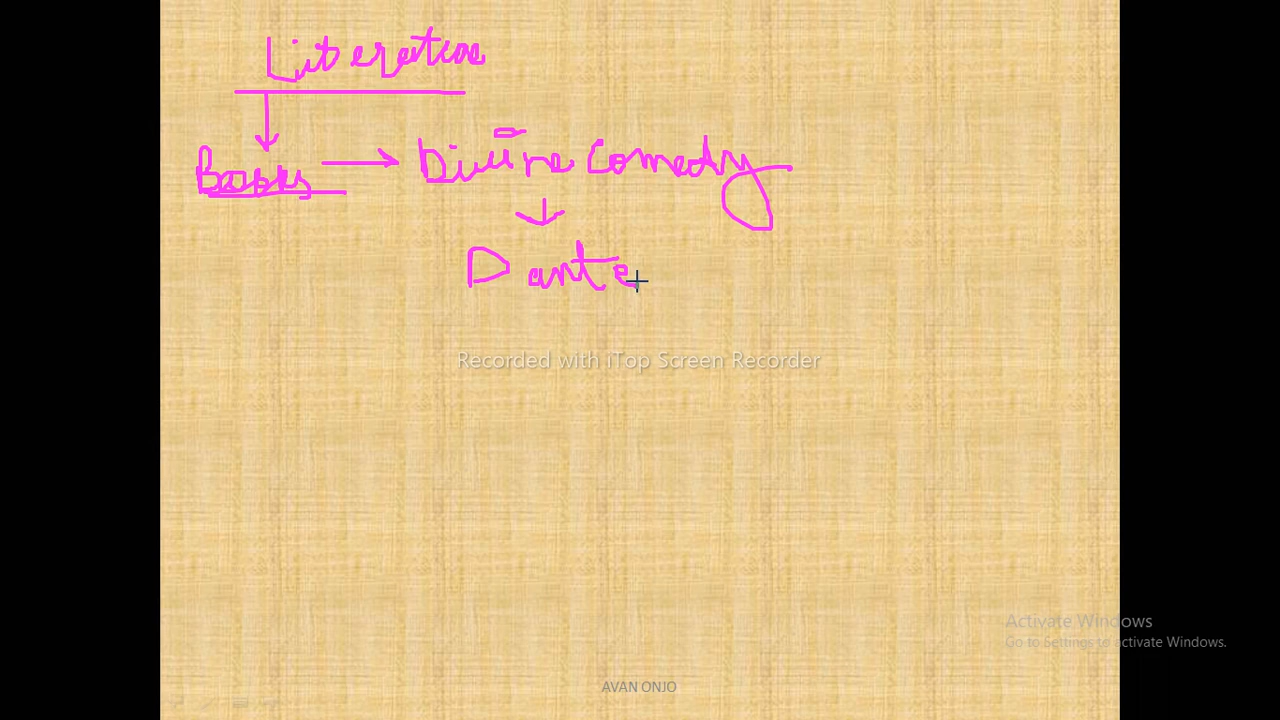 Literature
Books → Divine Comedy
↓
Dante
Recorded with iTop Screen Recorder
Activate Windows
Go to Settings to activate Windows.
AVAN ONJO